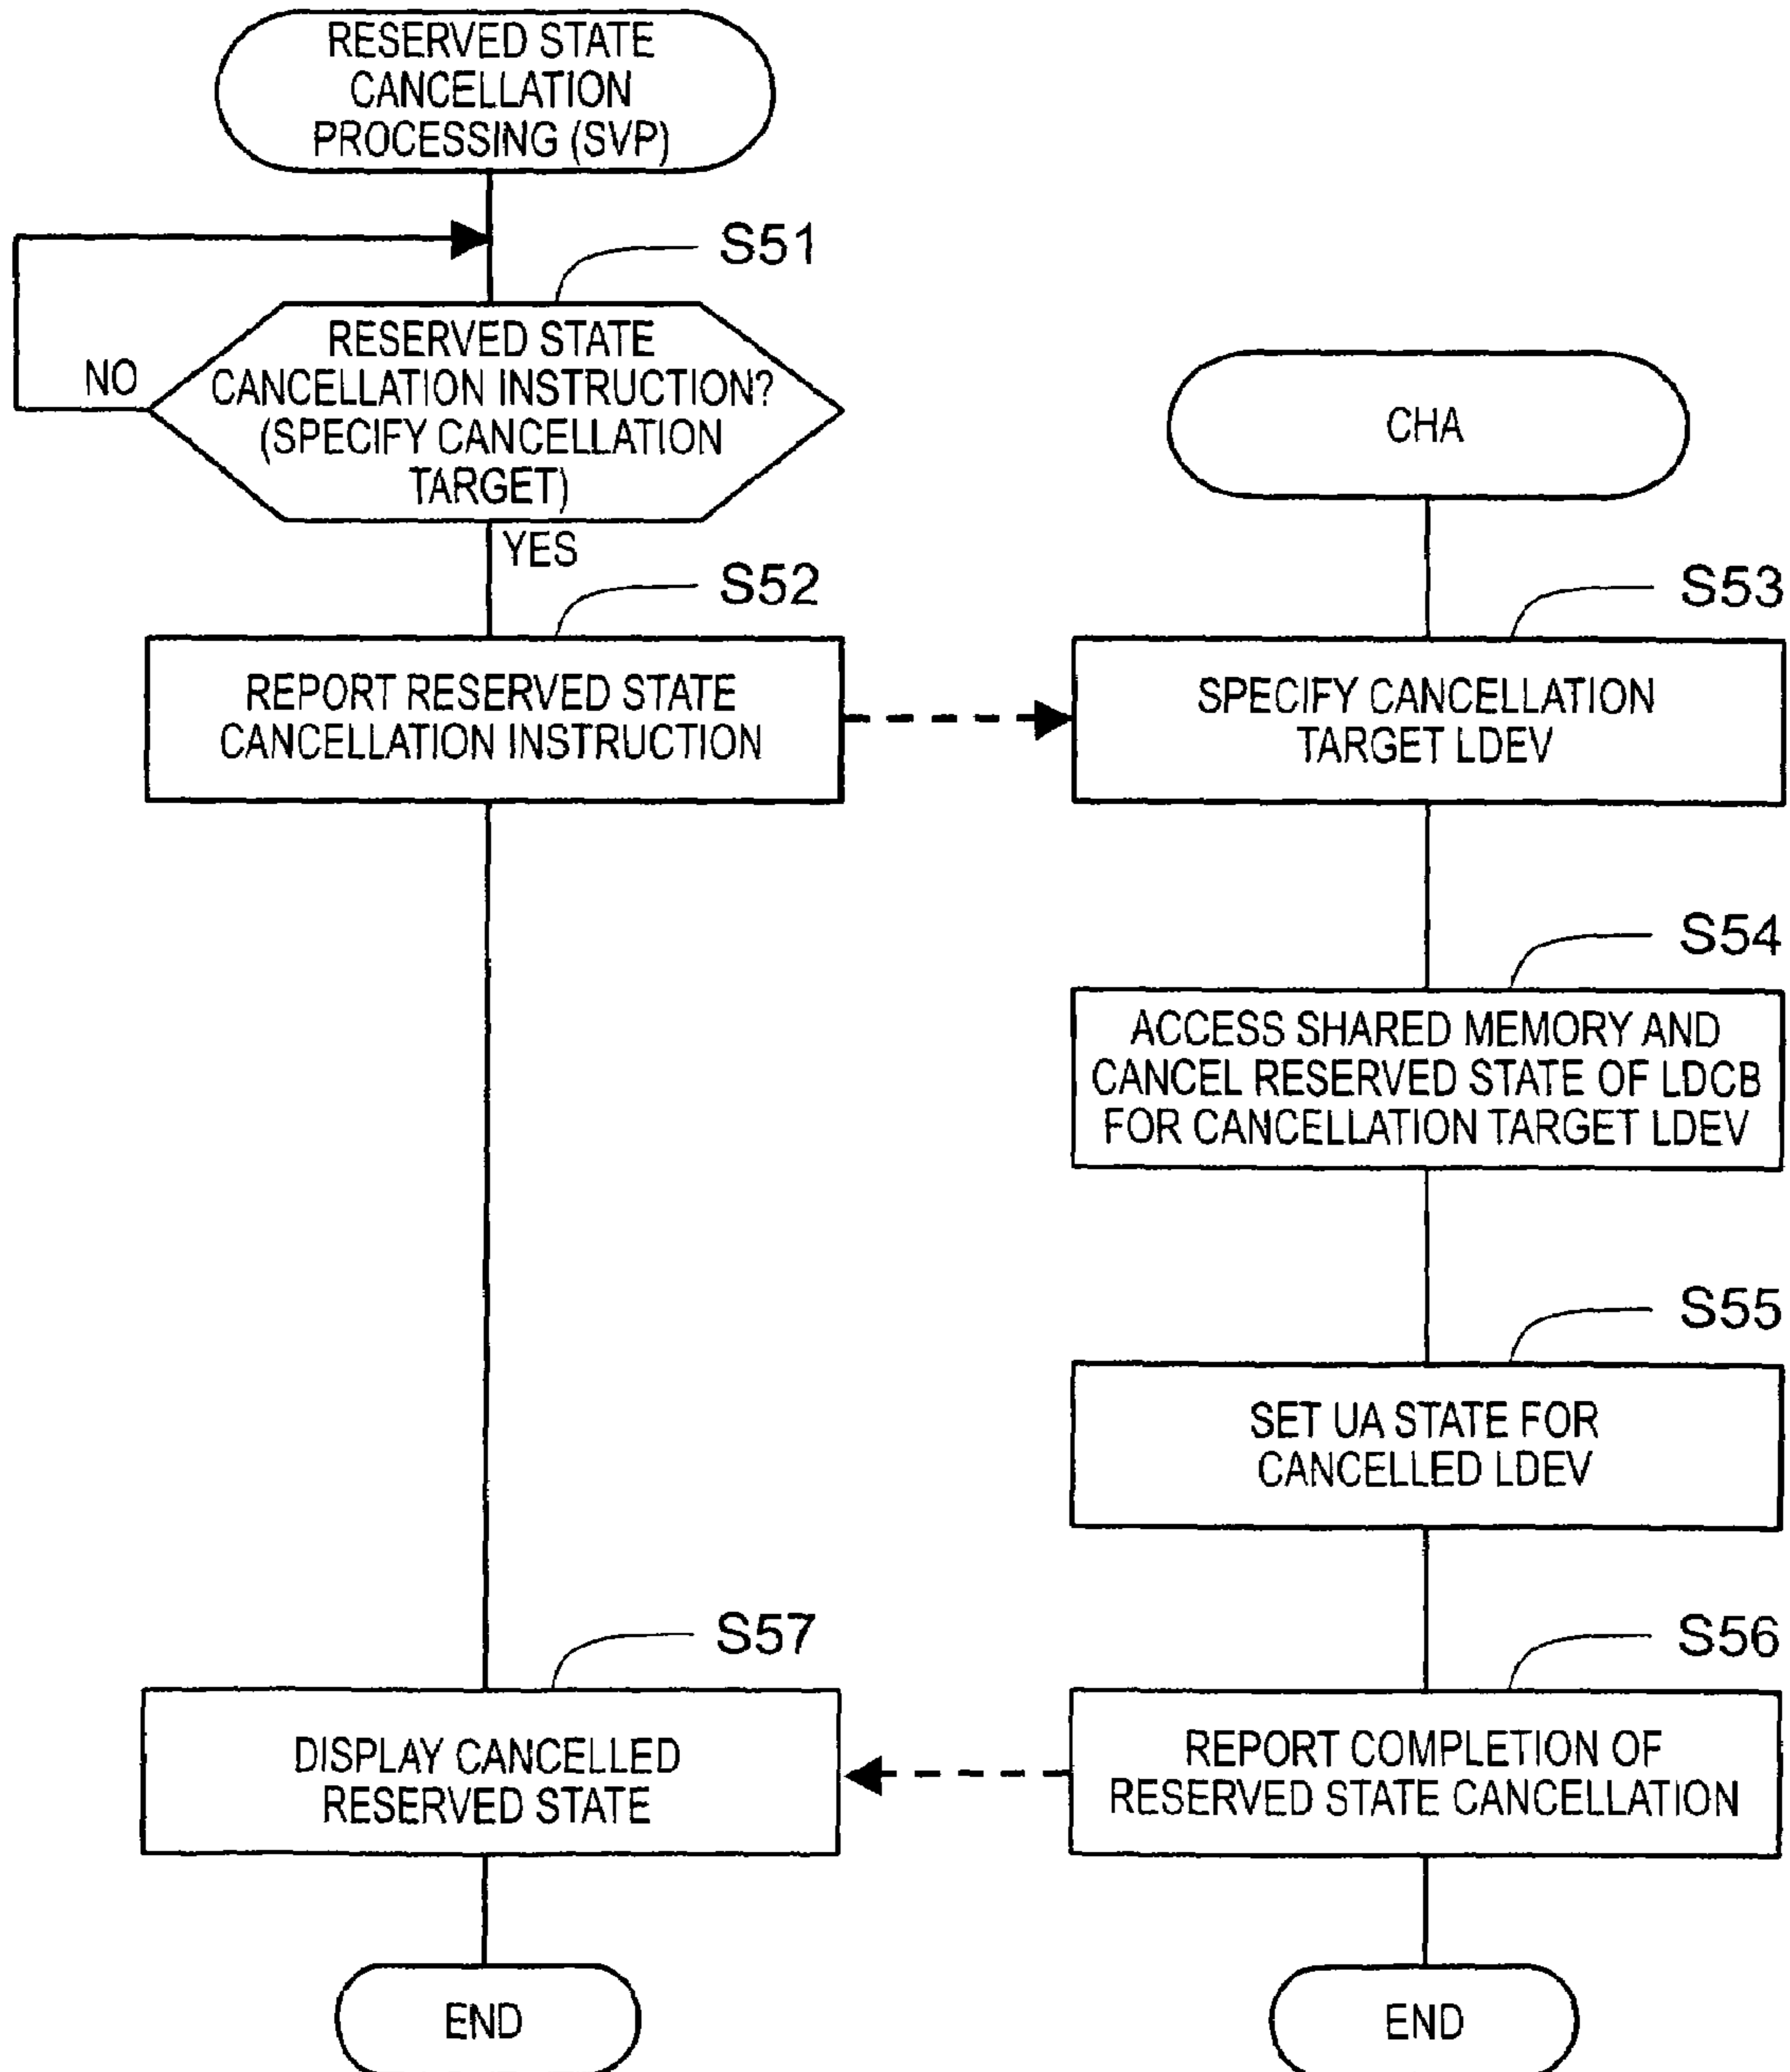 RESERVED STATE
CANCELLATION
PROCESSING (SVP)
S51
RESERVED STATE
CANCELLATION INSTRUCTION?
(SPECIFY CANCELLATION
TARGET)
NO
YES
S52
REPORT RESERVED STATE
CANCELLATION INSTRUCTION
CHA
S53
SPECIFY CANCELLATION
TARGET LDEV
S54
ACCESS SHARED MEMORY AND
CANCEL RESERVED STATE OF LDCB
FOR CANCELLATION TARGET LDEV
S55
SET UA STATE FOR
CANCELLED LDEV
S56
REPORT COMPLETION OF
RESERVED STATE CANCELLATION
S57
DISPLAY CANCELLED
RESERVED STATE
END
END